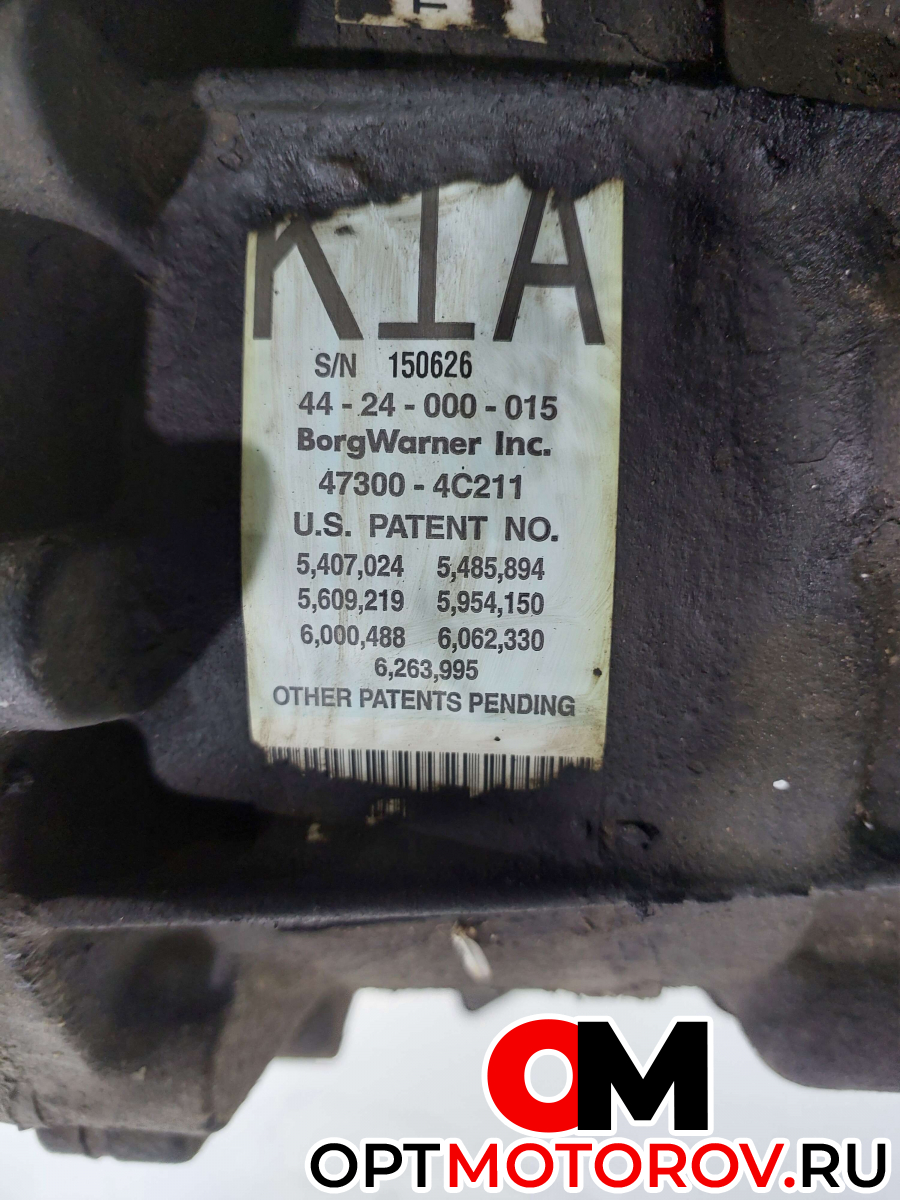 T
KIA
S/N 150626
44 - 24 - 000 - 015
BorgWarner Inc.
47300 - 4C211
U.S. PATENT NO.
5,407,024 5,485,894
5,609,219 5,954,150
6,000,488 6,062,330
6,263,995
OTHER PATENTS PENDING
OM
OPTMOTOROV.RU